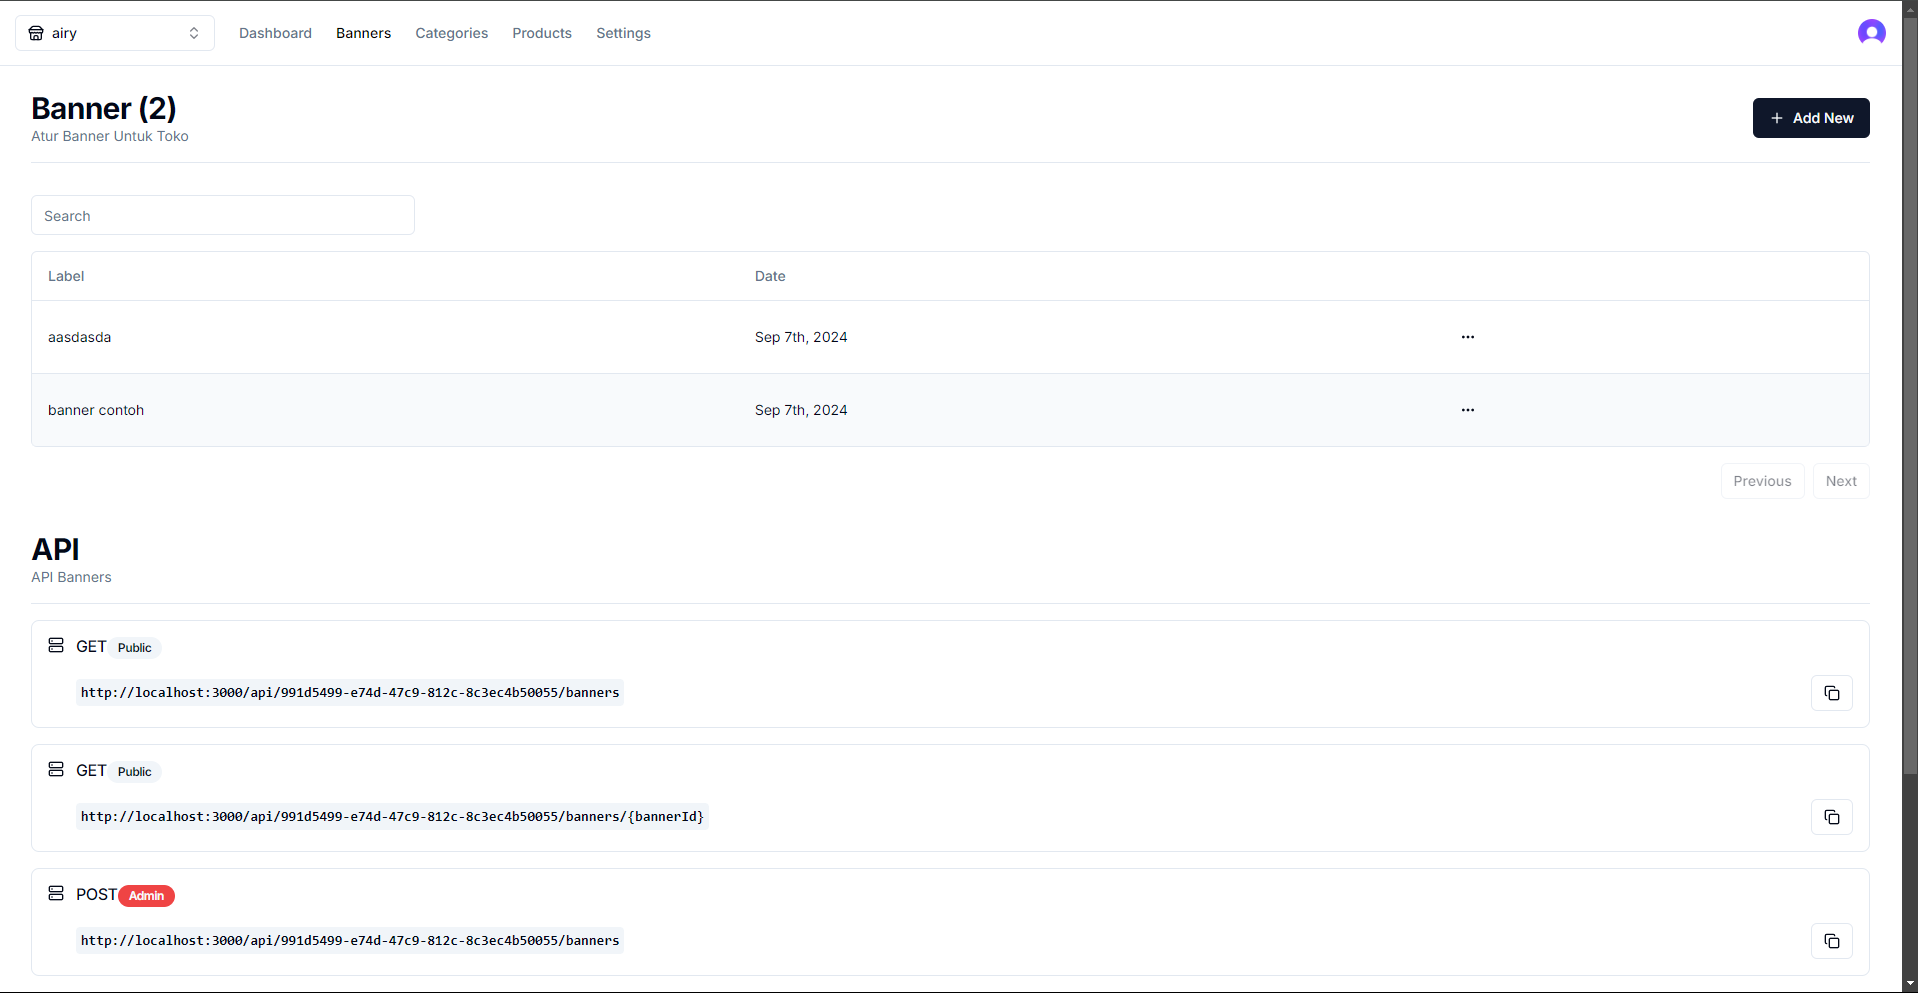 airy Dashboard Banners Categories Products Settings
Banner (2)
Atur Banner Untuk Toko
Add New
Search
Label Date
aasdasda Sep 7th, 2024
banner contoh Sep 7th, 2024
Previous Next
API
API Banners
GET Public
http://localhost:3000/api/991d5499-e74d-47c9-812c-8c3ec4b50055/banners
GET Public
http://localhost:3000/api/991d5499-e74d-47c9-812c-8c3ec4b50055/banners/{bannerId}
POST Admin
http://localhost:3000/api/991d5499-e74d-47c9-812c-8c3ec4b50055/banners